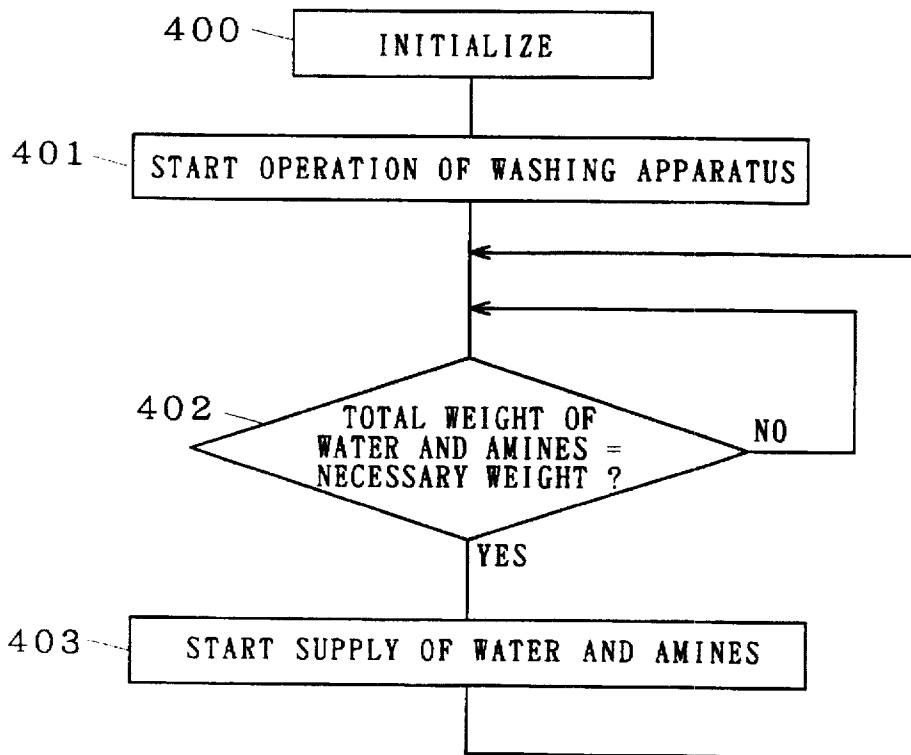 400
INITIALIZE
401
START OPERATION OF WASHING APPARATUS
402
TOTAL WEIGHT OF
WATER AND AMINES =
NECESSARY WEIGHT ?
NO
YES
403
START SUPPLY OF WATER AND AMINES